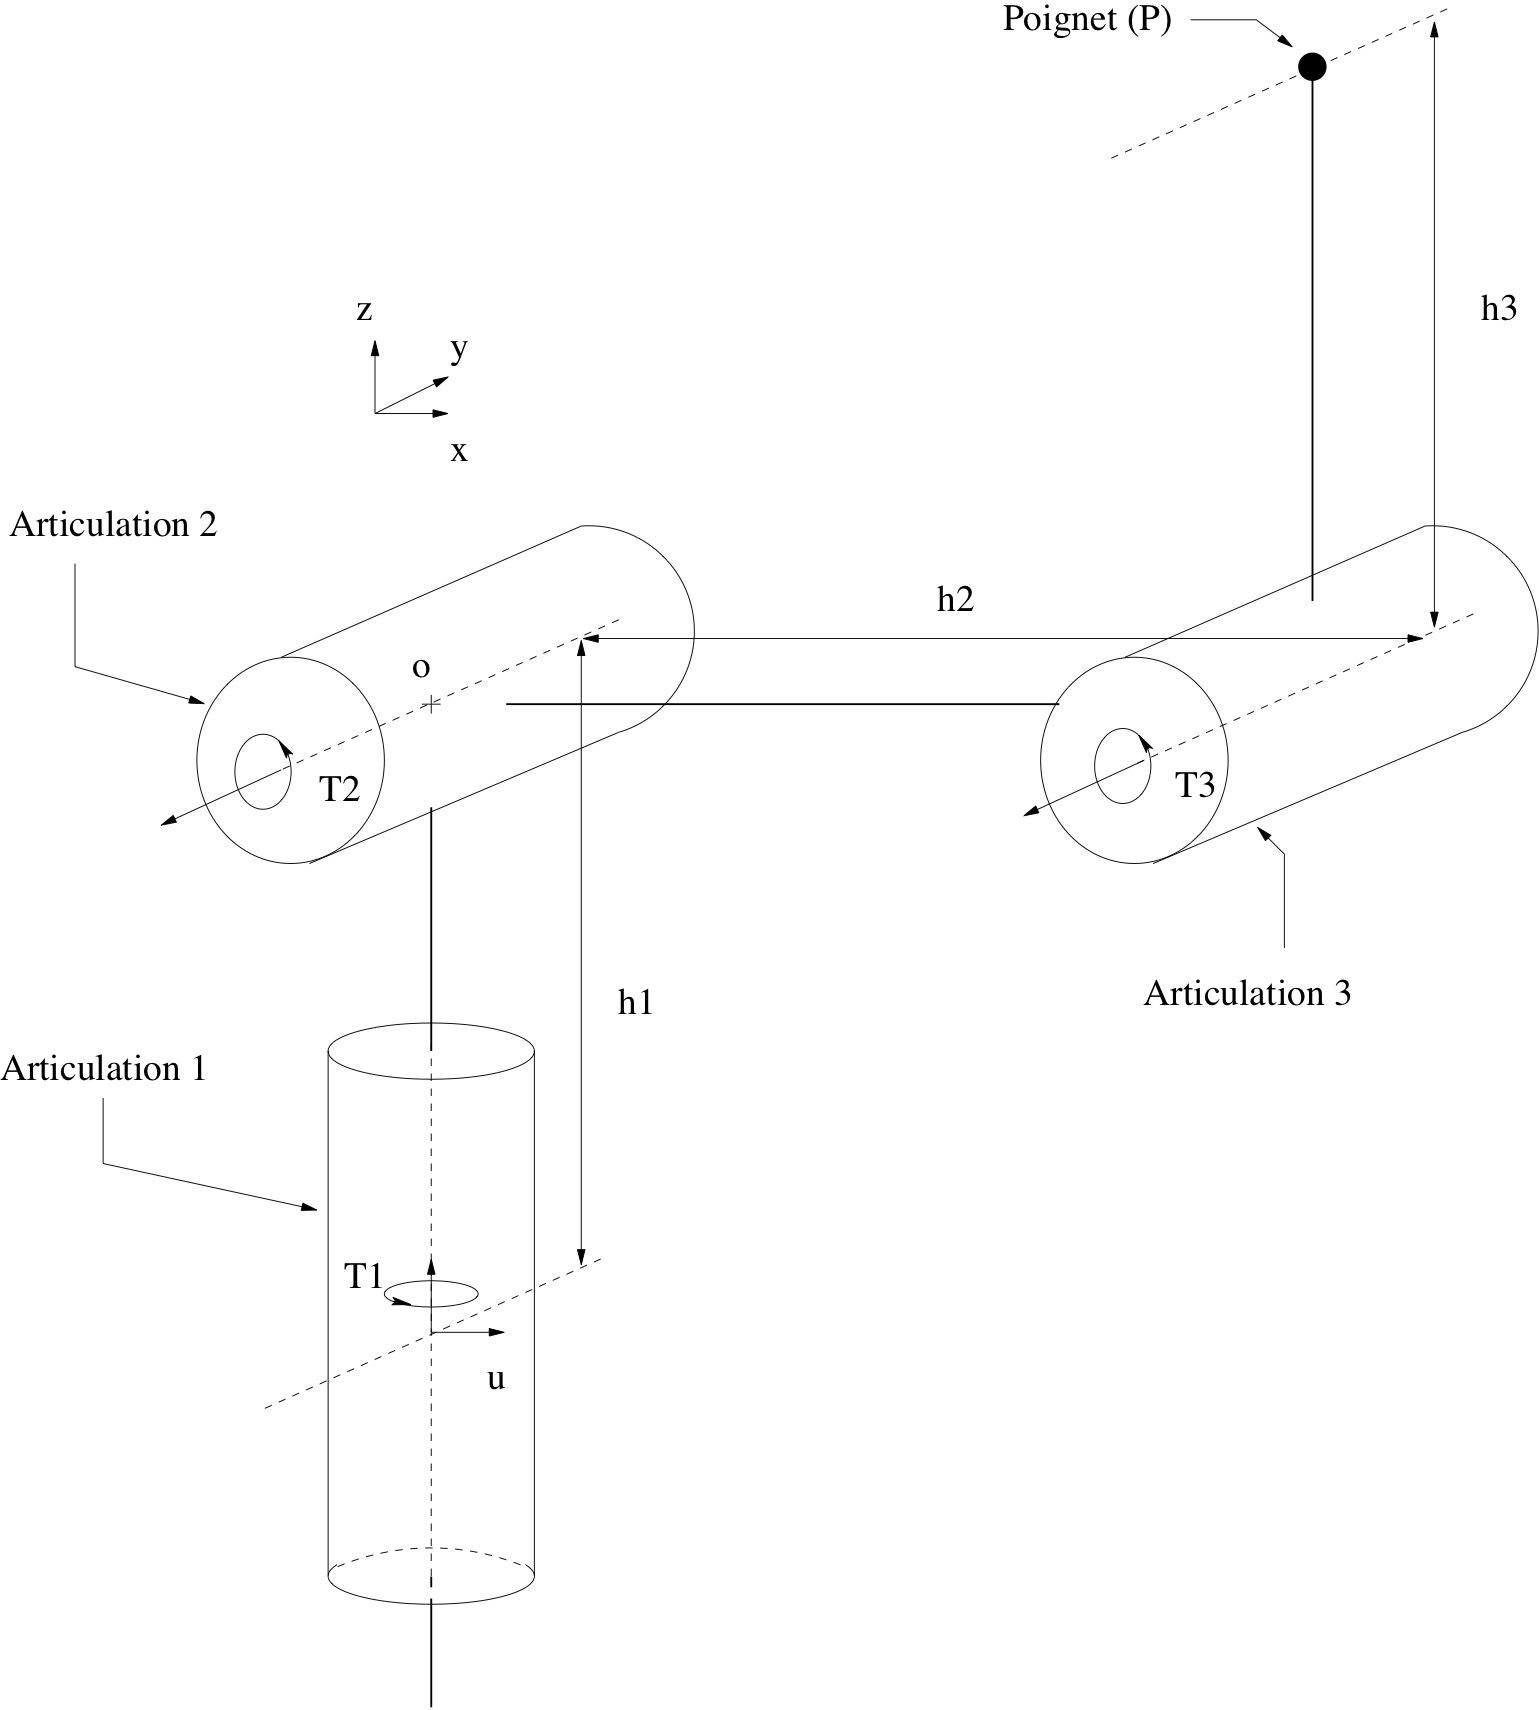 Poignet (P)
h3
z
y
x
Articulation 2
h2
o
T2
T3
Articulation 3
h1
Articulation 1
T1
u